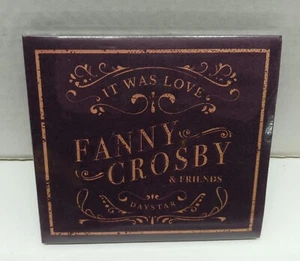 IT WAS LOVE
FANNY
CROSBY
& FRIENDS
DAYSTAR